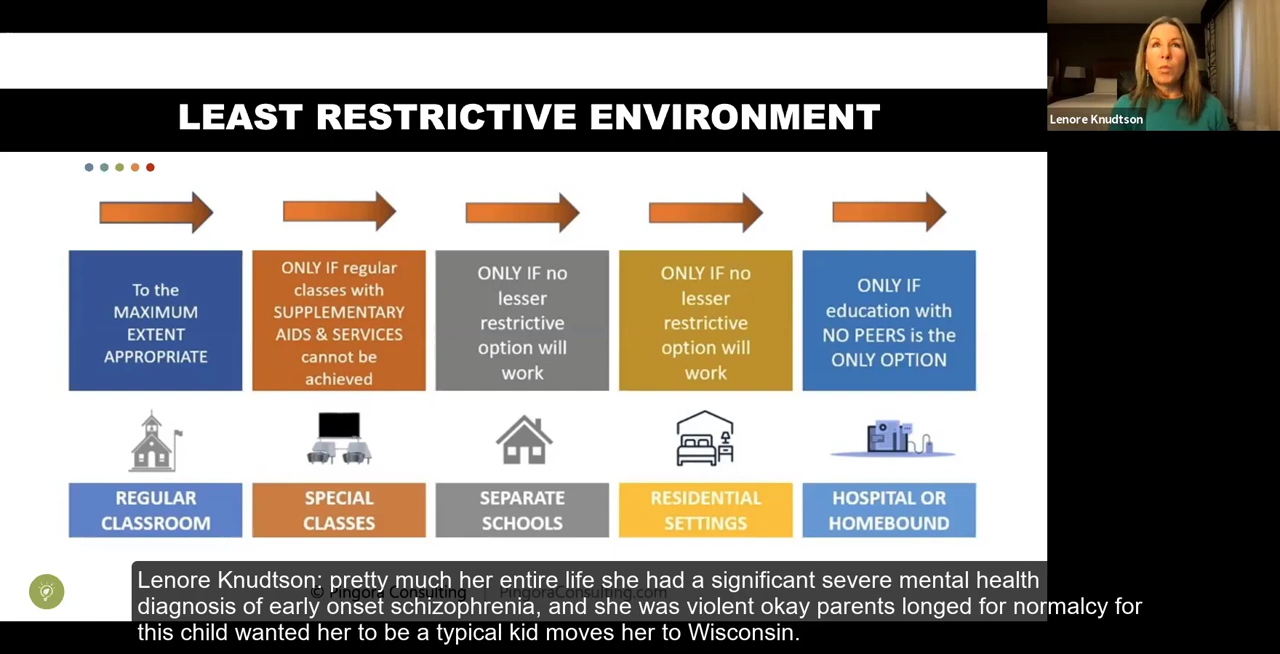 LEAST RESTRICTIVE ENVIRONMENT
Lenore Knudtson
To the
MAXIMUM
EXTENT
APPROPRIATE
ONLY IF regular
classes with
SUPPLEMENTARY
AIDS & SERVICES
cannot be
achieved
ONLY IF no
lesser
restrictive
option will
work
ONLY IF no
lesser
restrictive
option will
work
ONLY IF
education with
NO PEERS is the
ONLY OPTION
REGULAR
CLASSROOM
SPECIAL
CLASSES
SEPARATE
SCHOOLS
RESIDENTIAL
SETTINGS
HOSPITAL OR
HOMEBOUND
© Pingora Consulting | PingoraConsulting.com
Lenore Knudtson: pretty much her entire life she had a significant severe mental health
diagnosis of early onset schizophrenia, and she was violent okay parents longed for normalcy for
this child wanted her to be a typical kid moves her to Wisconsin.